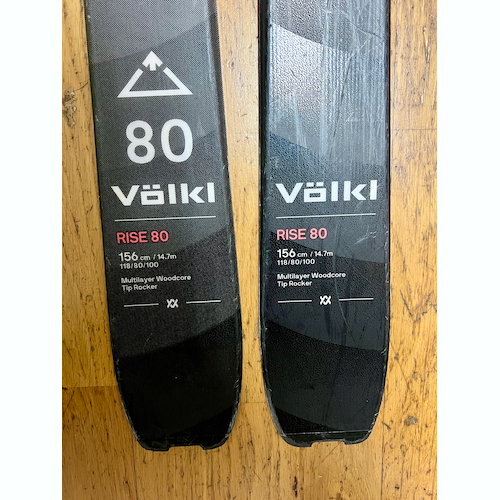 80
Völkl
RISE 80
156 cm / 14.7m
118/80/100
Multilayer Woodcore
Tip Rocker
Völkl
RISE 80
156 cm / 14.7m
118/80/100
Multilayer Woodcore
Tip Rocker